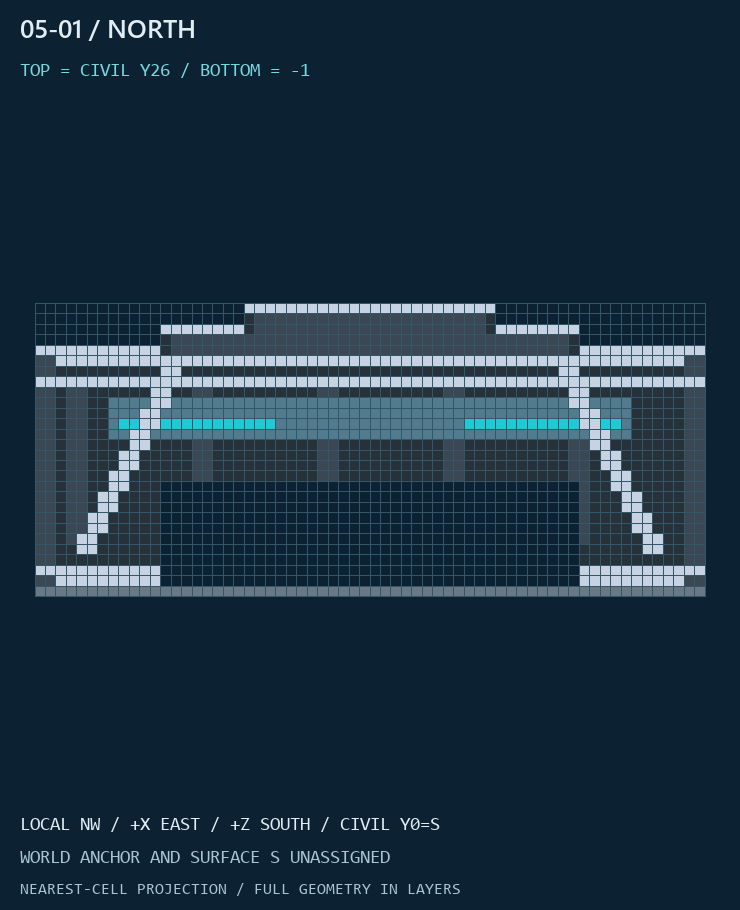 05-01 / NORTH
TOP = CIVIL Y26 / BOTTOM = -1
LOCAL NW / +X EAST / +Z SOUTH / CIVIL Y0=S
WORLD ANCHOR AND SURFACE S UNASSIGNED
NEAREST-CELL PROJECTION / FULL GEOMETRY IN LAYERS